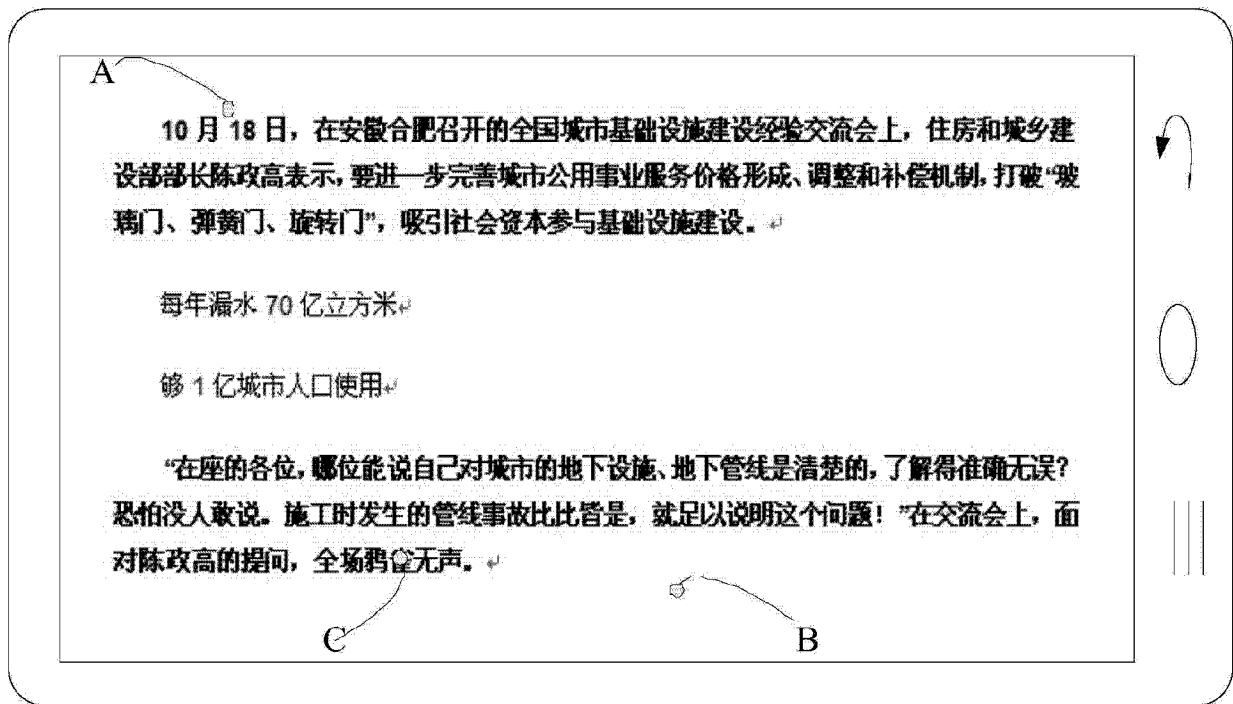 A
10 月 18 日，在安徽合肥召开的全国城市基础设施建设经验交流会上，住房和城乡建
设部部长陈政高表示，要进一步完善城市公用事业服务价格形成、调整和补偿机制，打破“玻
璃门、弹簧门、旋转门”，吸引社会资本参与基础设施建设。
每年漏水 70 亿立方米
够 1 亿城市人口使用
“在座的各位，哪位能说自己对城市的地下设施、地下管线是清楚的，了解得准确无误？
恐怕没人敢说。施工时发生的管线事故比比皆是，就足以说明这个问题！”在交流会上，面
对陈政高的提问，全场鸦雀无声。
C
B